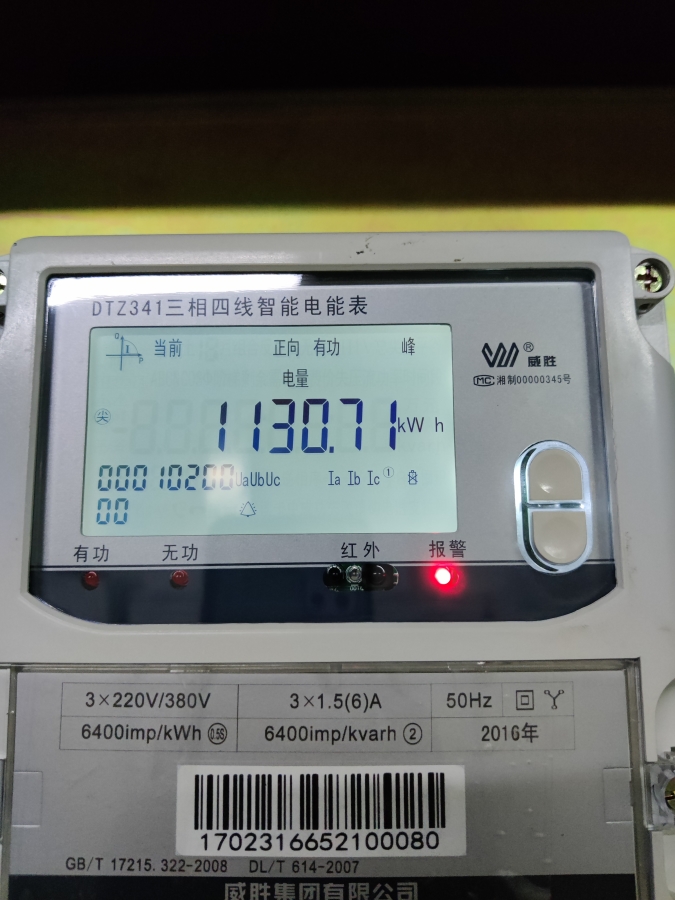 DTZ341三相四线智能电能表
当前 正向 有功 峰
电量
尖 1130.71 kW h
00010200 UaUbUc Ia Ib Ic ① 
00
威胜®
MC 湘制00000345号
有功 无功 红外 报警
3×220V/380V 3×1.5(6)A 50Hz
6400imp/kWh 0.5S 6400imp/kvarh ② 2016年
1702316652100080
GB/T 17215.322-2008 DL/T 614-2007
威胜集团有限公司